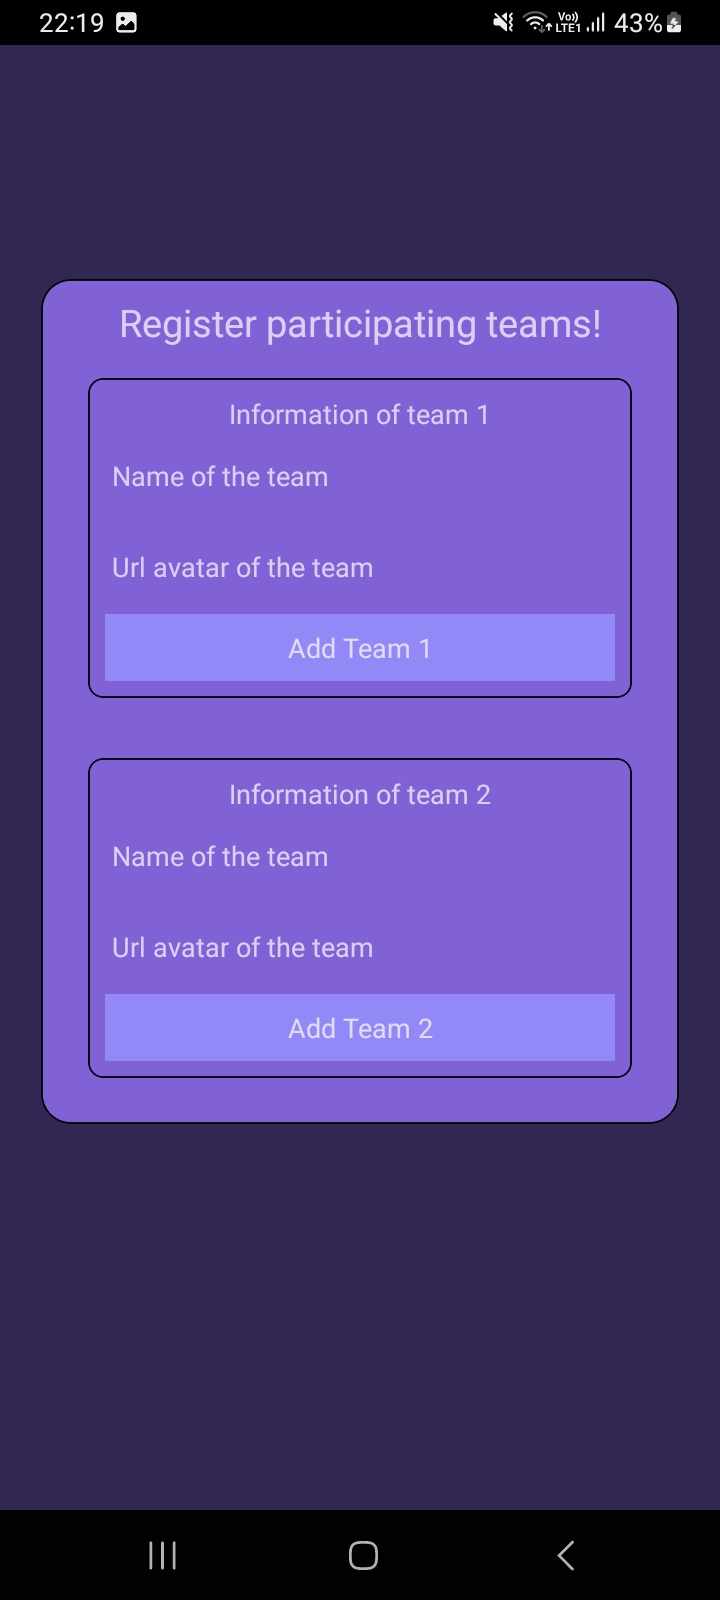 22:19 Vo)) LTE1 43%
Register participating teams!
Information of team 1
Name of the team
Url avatar of the team
Add Team 1
Information of team 2
Name of the team
Url avatar of the team
Add Team 2